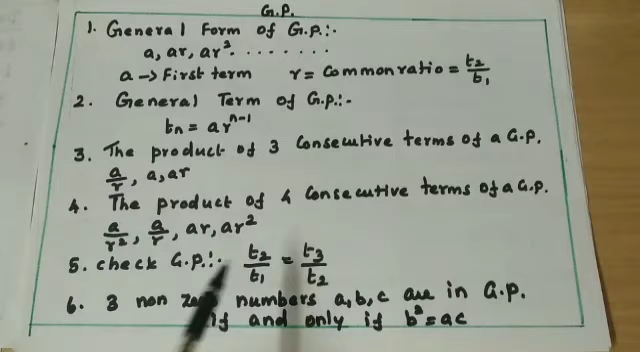 G.P.
1. General Form of G.P.:-
a, ar, ar². . . . . . . .
a → First term r = Common ratio = t₂/t₁
2. General Term of G.P.:-
tₙ = arⁿ⁻¹
3. The product of 3 Consecutive terms of a G.P.
a/r, a, ar
4. The product of 4 Consecutive terms of a G.P.
a/r², a/r, ar, ar²
5. check G.P.:- t₂/t₁ = t₃/t₂
6. 3 non numbers a, b, c are in G.P.
if and only if b² = ac